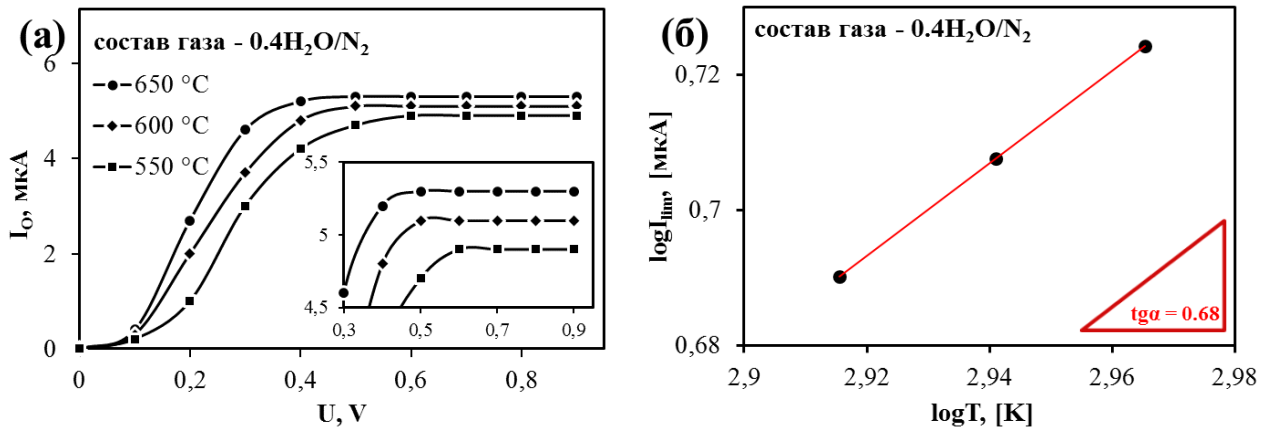 (а)
состав газа - 0.4H₂O/N₂
650 °C
600 °C
550 °C
I_O, мкА
6
4
2
0
0
0,2
0,4
0,6
0,8
U, V
5,5
5
4,5
0,3
0,5
0,7
0,9
(б)
состав газа - 0.4H₂O/N₂
logI_lim, [мкА]
0,72
0,7
0,68
2,9
2,92
2,94
2,96
2,98
logT, [K]
tgα = 0.68